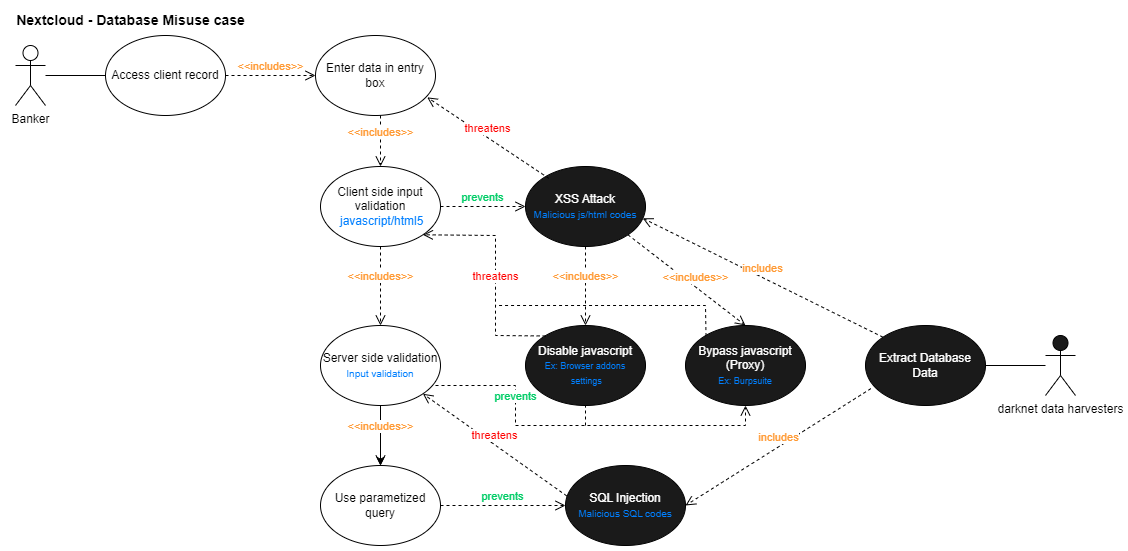 Nextcloud - Database Misuse case
Banker
Access client record
<<includes>>
Enter data in entry
box
<<includes>>
threatens
Client side input
validation
javascript/html5
prevents
XSS Attack
Malicious js/html codes
<<includes>>
threatens
<<includes>>
<<includes>>
includes
Server side validation
Input validation
Disable javascript
Ex: Browser addons
settings
Bypass javascript
(Proxy)
Ex: Burpsuite
Extract Database
Data
darknet data harvesters
prevents
<<includes>>
threatens
includes
Use parametized
query
prevents
SQL Injection
Malicious SQL codes